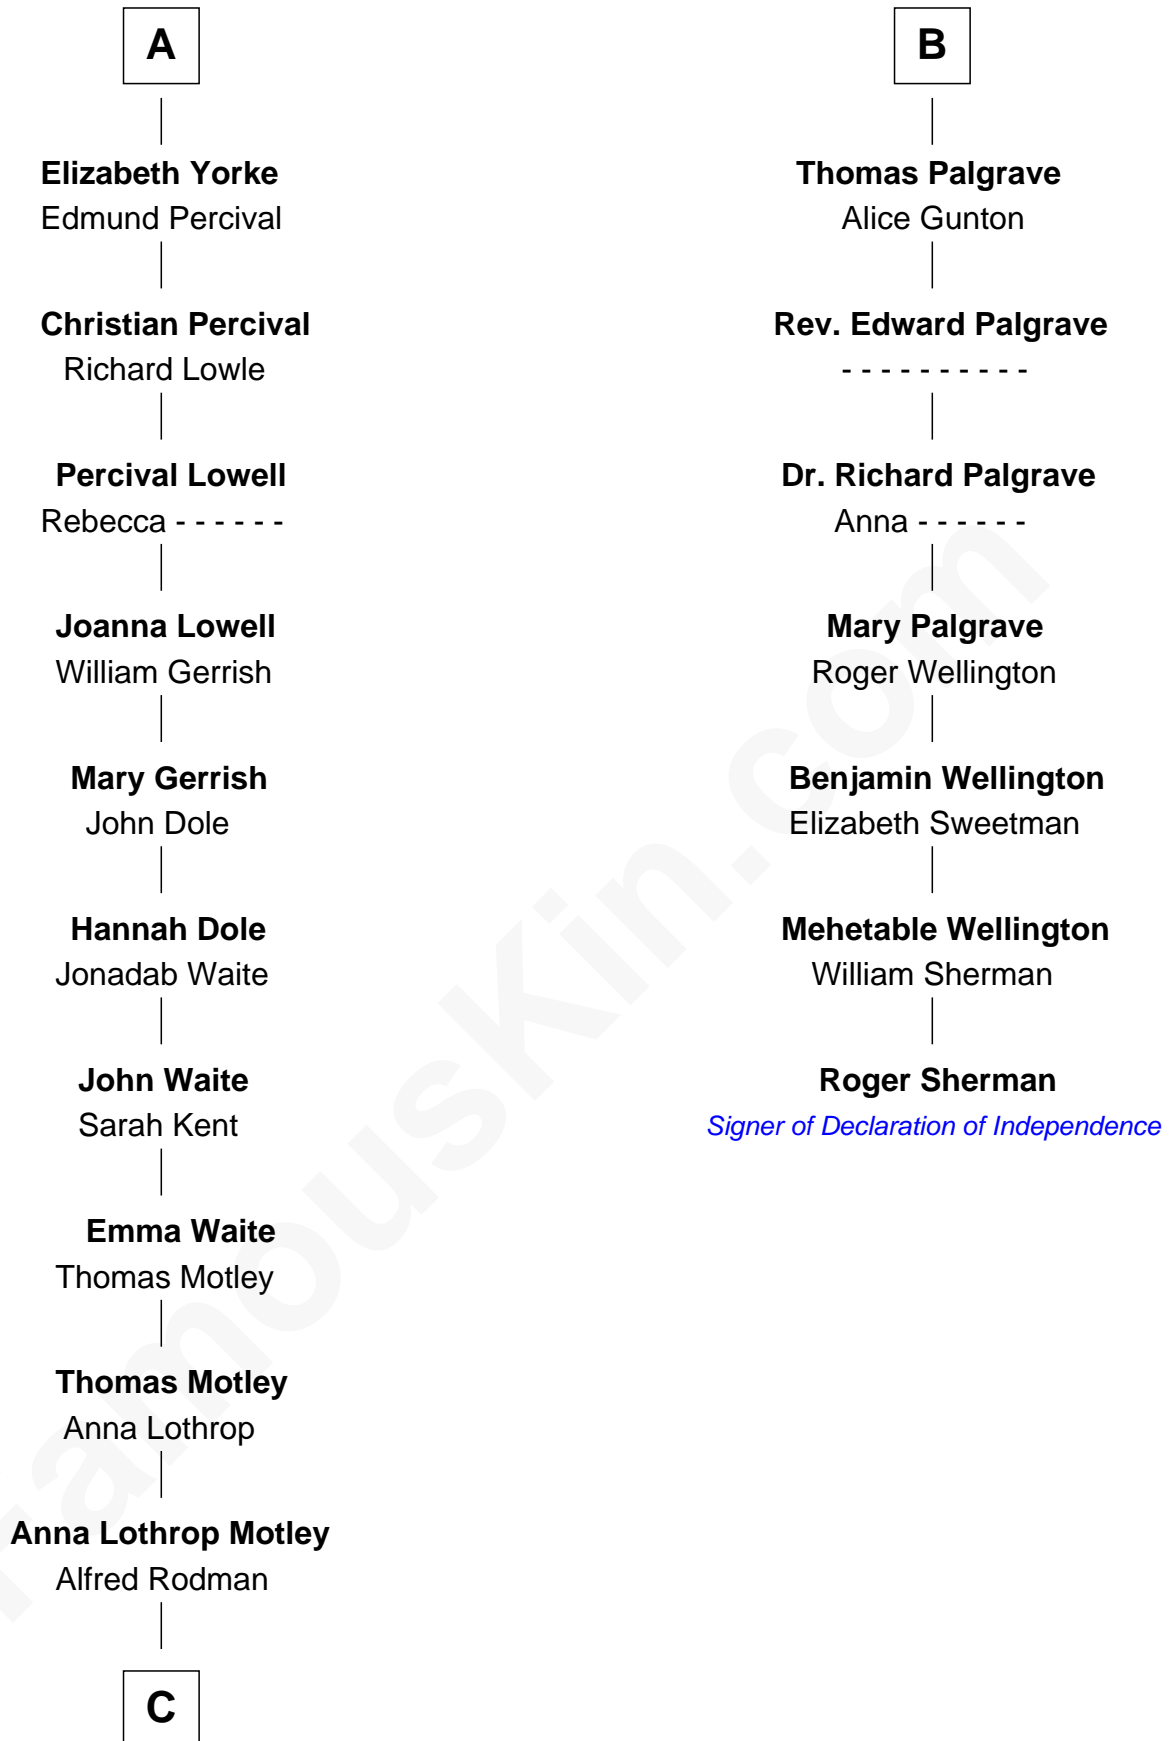 A
Elizabeth Yorke
Edmund Percival
Christian Percival
Richard Lowle
Percival Lowell
Rebecca - - - - - -
Joanna Lowell
William Gerrish
Mary Gerrish
John Dole
Hannah Dole
Jonadab Waite
John Waite
Sarah Kent
Emma Waite
Thomas Motley
Thomas Motley
Anna Lothrop
Anna Lothrop Motley
Alfred Rodman
C
B
Thomas Palgrave
Alice Gunton
Rev. Edward Palgrave
- - - - - - - - - -
Dr. Richard Palgrave
Anna - - - - - -
Mary Palgrave
Roger Wellington
Benjamin Wellington
Elizabeth Sweetman
Mehetable Wellington
William Sherman
Roger Sherman
Signer of Declaration of Independence
FamousKin.com